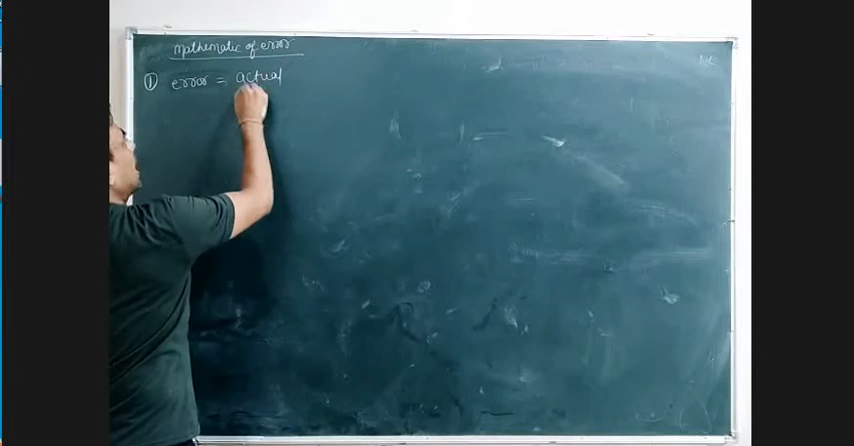 Mathematic of error
① error = actual